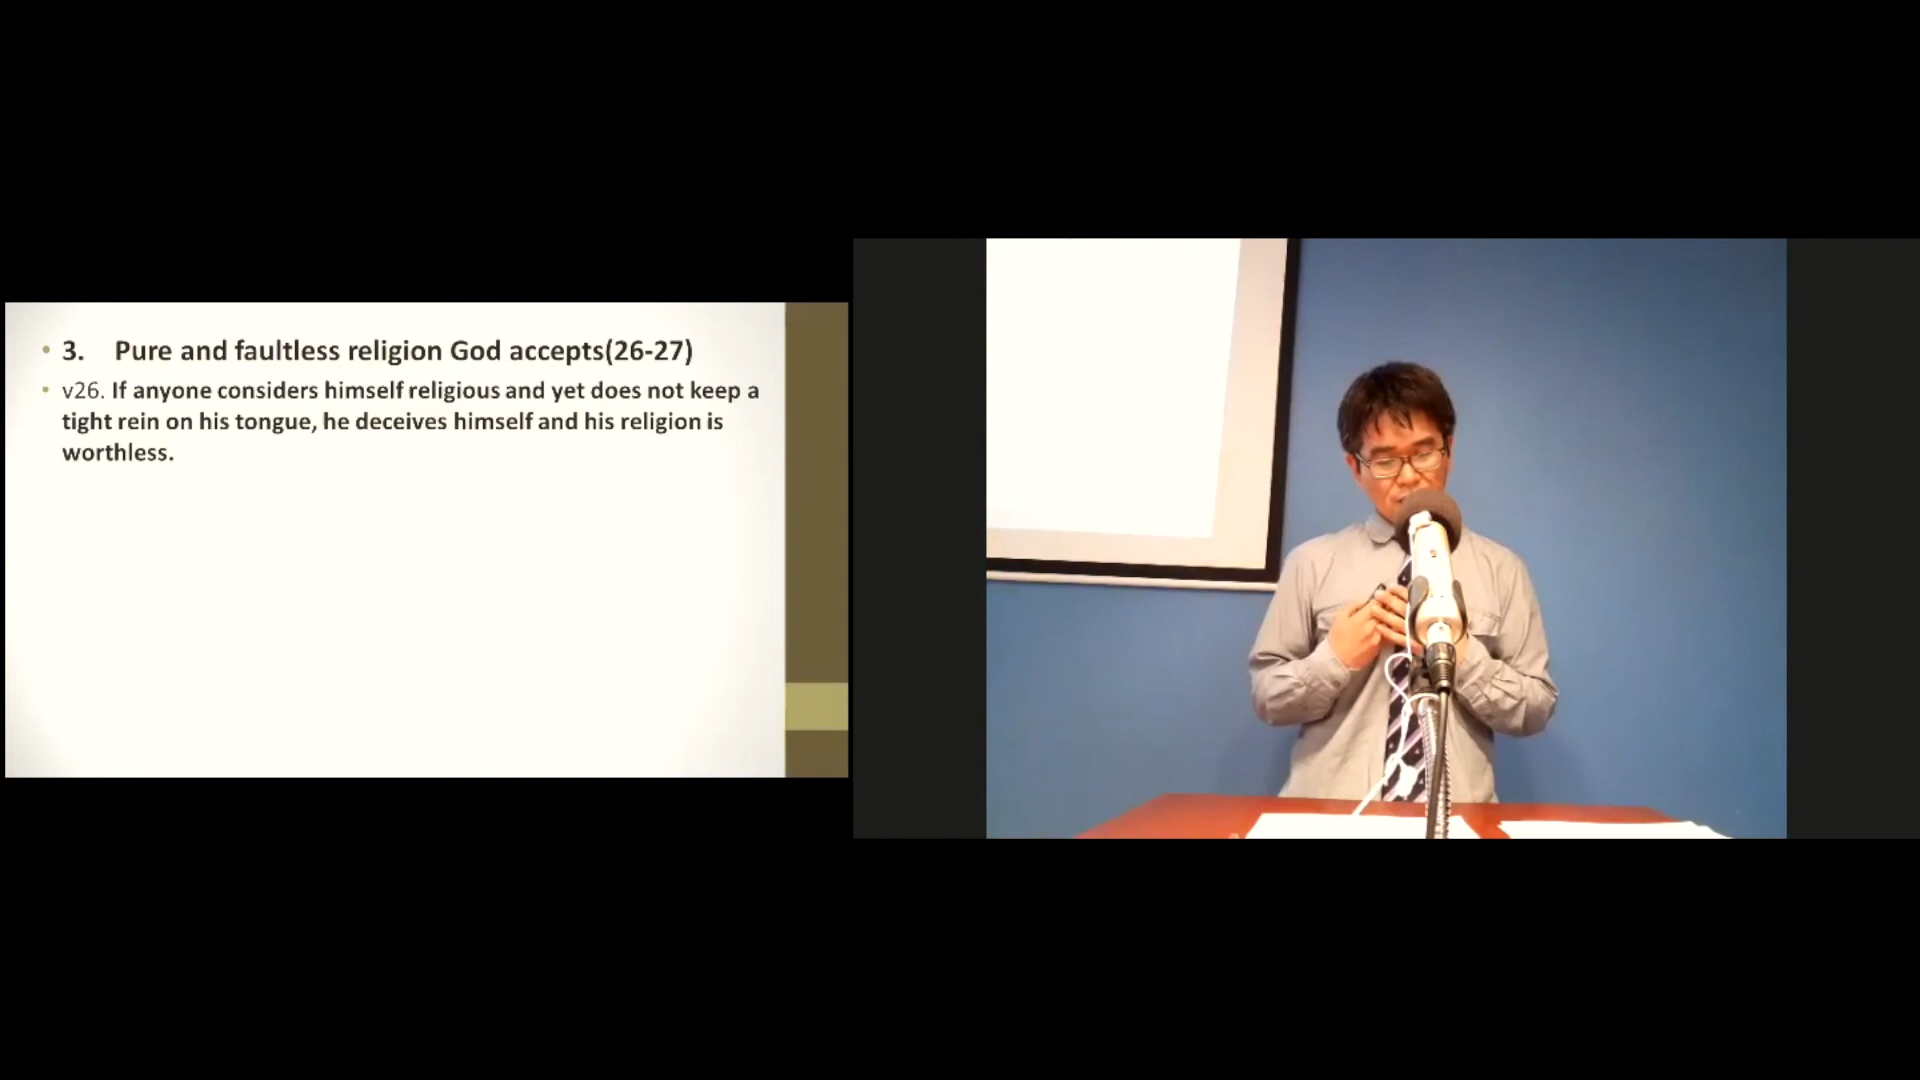 • 3. Pure and faultless religion God accepts(26-27)
• v26. If anyone considers himself religious and yet does not keep a
tight rein on his tongue, he deceives himself and his religion is
worthless.